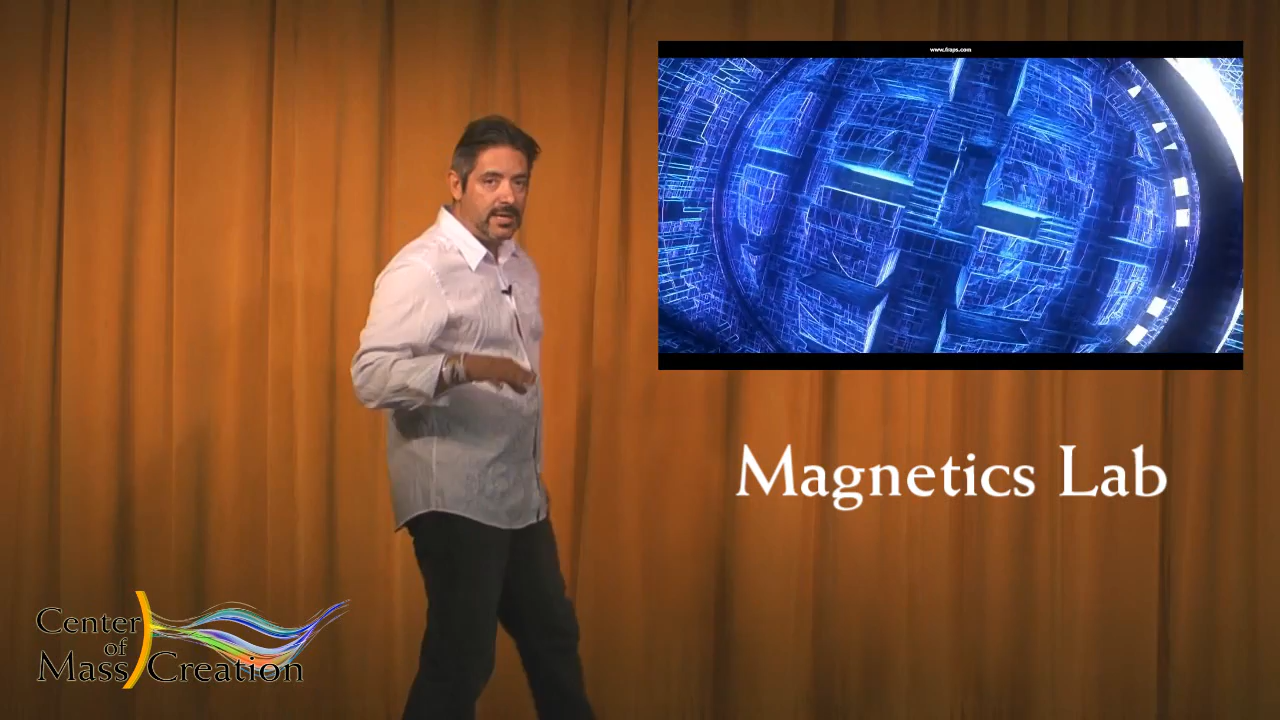 www.fraps.com
Magnetics Lab
Center
of
Mass Creation